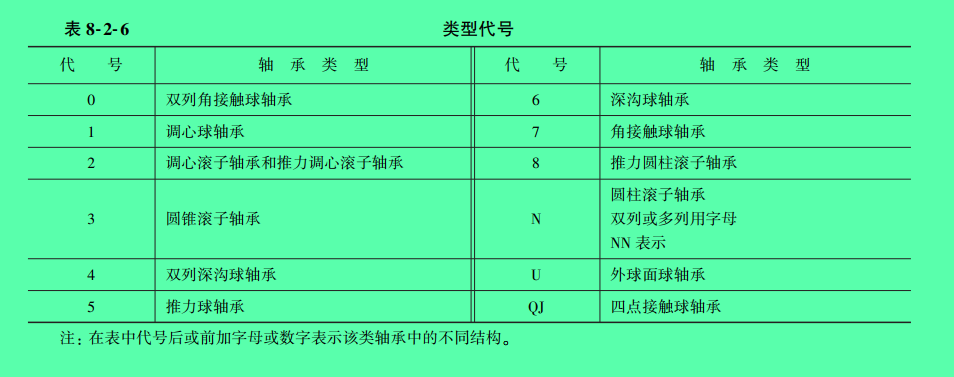 表 8-2-6 类型代号
代 号 轴 承 类 型 代 号 轴 承 类 型
0 双列角接触球轴承 6 深沟球轴承
1 调心球轴承 7 角接触球轴承
2 调心滚子轴承和推力调心滚子轴承 8 推力圆柱滚子轴承
3 圆锥滚子轴承 N 圆柱滚子轴承
双列或多列用字母
NN 表示
4 双列深沟球轴承 U 外球面球轴承
5 推力球轴承 QJ 四点接触球轴承
注：在表中代号后或前加字母或数字表示该类轴承中的不同结构。